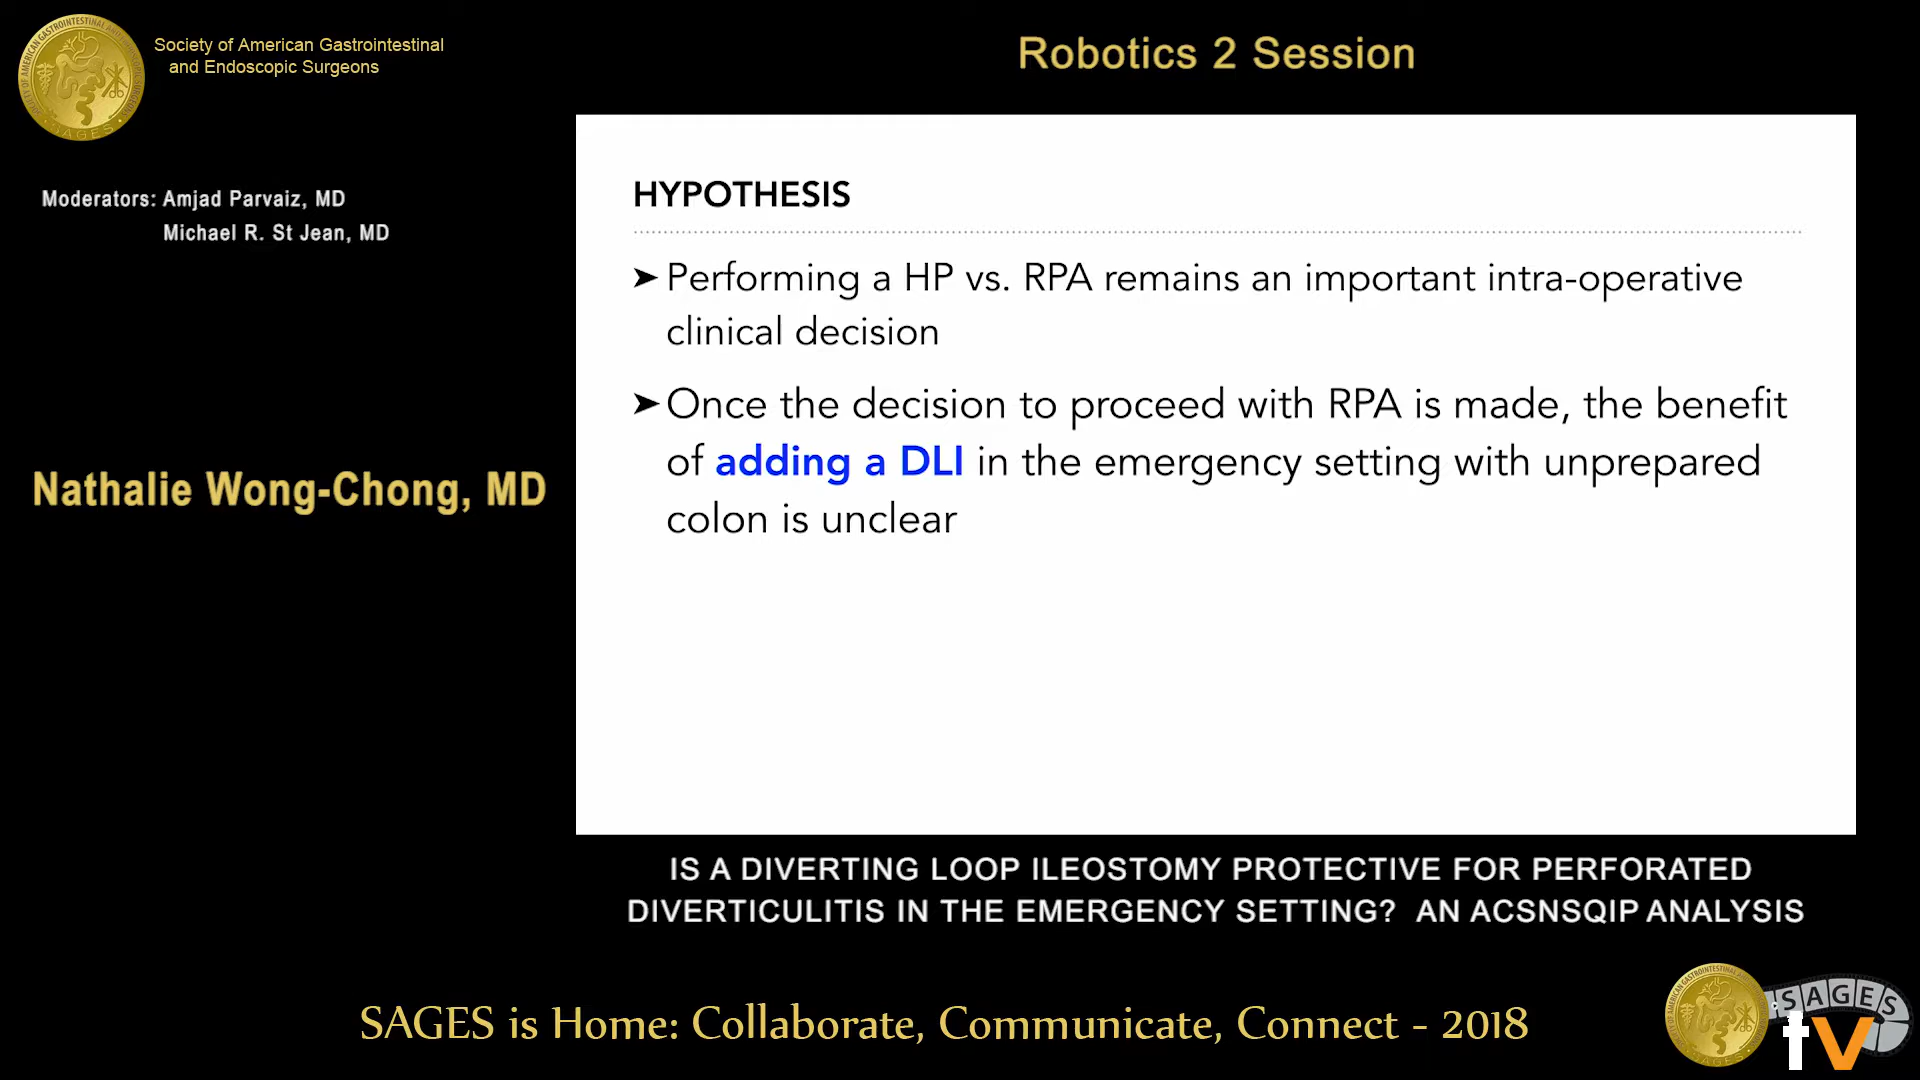 Society of American Gastrointestinal
and Endoscopic Surgeons
Robotics 2 Session
Moderators: Amjad Parvaiz, MD
Michael R. St Jean, MD
Nathalie Wong-Chong, MD
HYPOTHESIS
➤ Performing a HP vs. RPA remains an important intra-operative
clinical decision
➤ Once the decision to proceed with RPA is made, the benefit
of adding a DLI in the emergency setting with unprepared
colon is unclear
IS A DIVERTING LOOP ILEOSTOMY PROTECTIVE FOR PERFORATED
DIVERTICULITIS IN THE EMERGENCY SETTING? AN ACSNSQIP ANALYSIS
SAGES is Home: Collaborate, Communicate, Connect - 2018
SAGES
tv